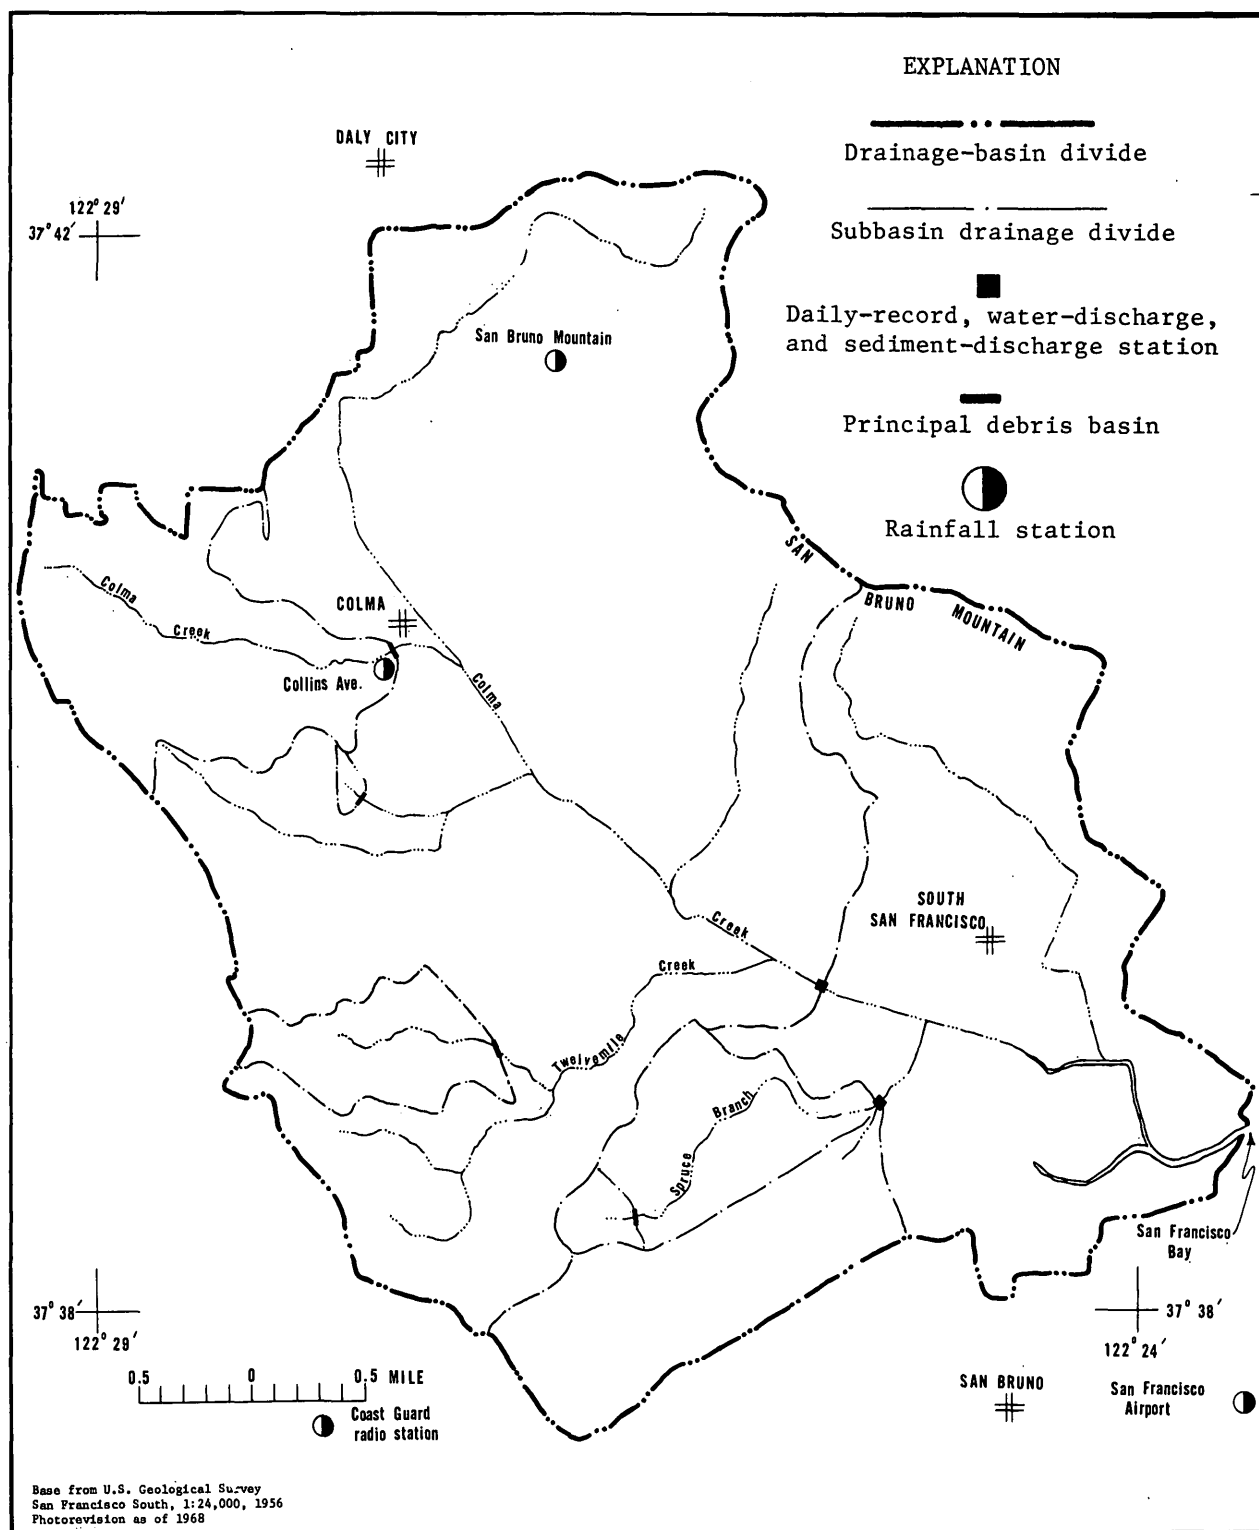 EXPLANATION
Drainage-basin divide
Subbasin drainage divide
Daily-record, water-discharge,
and sediment-discharge station
Principal debris basin
Rainfall station
DALY CITY
122° 29′
37° 42′
San Bruno Mountain
SAN
BRUNO
MOUNTAIN
Colma
Creek
COLMA
Collins Ave.
Colma
SOUTH
SAN FRANCISCO
Creek
Creek
Twelvemile
Branch
Spruce
San Francisco
Bay
37° 38′
122° 29′
37° 38′
122° 24′
0.5 0 0.5 MILE
Coast Guard
radio station
SAN BRUNO
San Francisco
Airport
Base from U.S. Geological Survey
San Francisco South, 1:24,000, 1956
Photorevision as of 1968